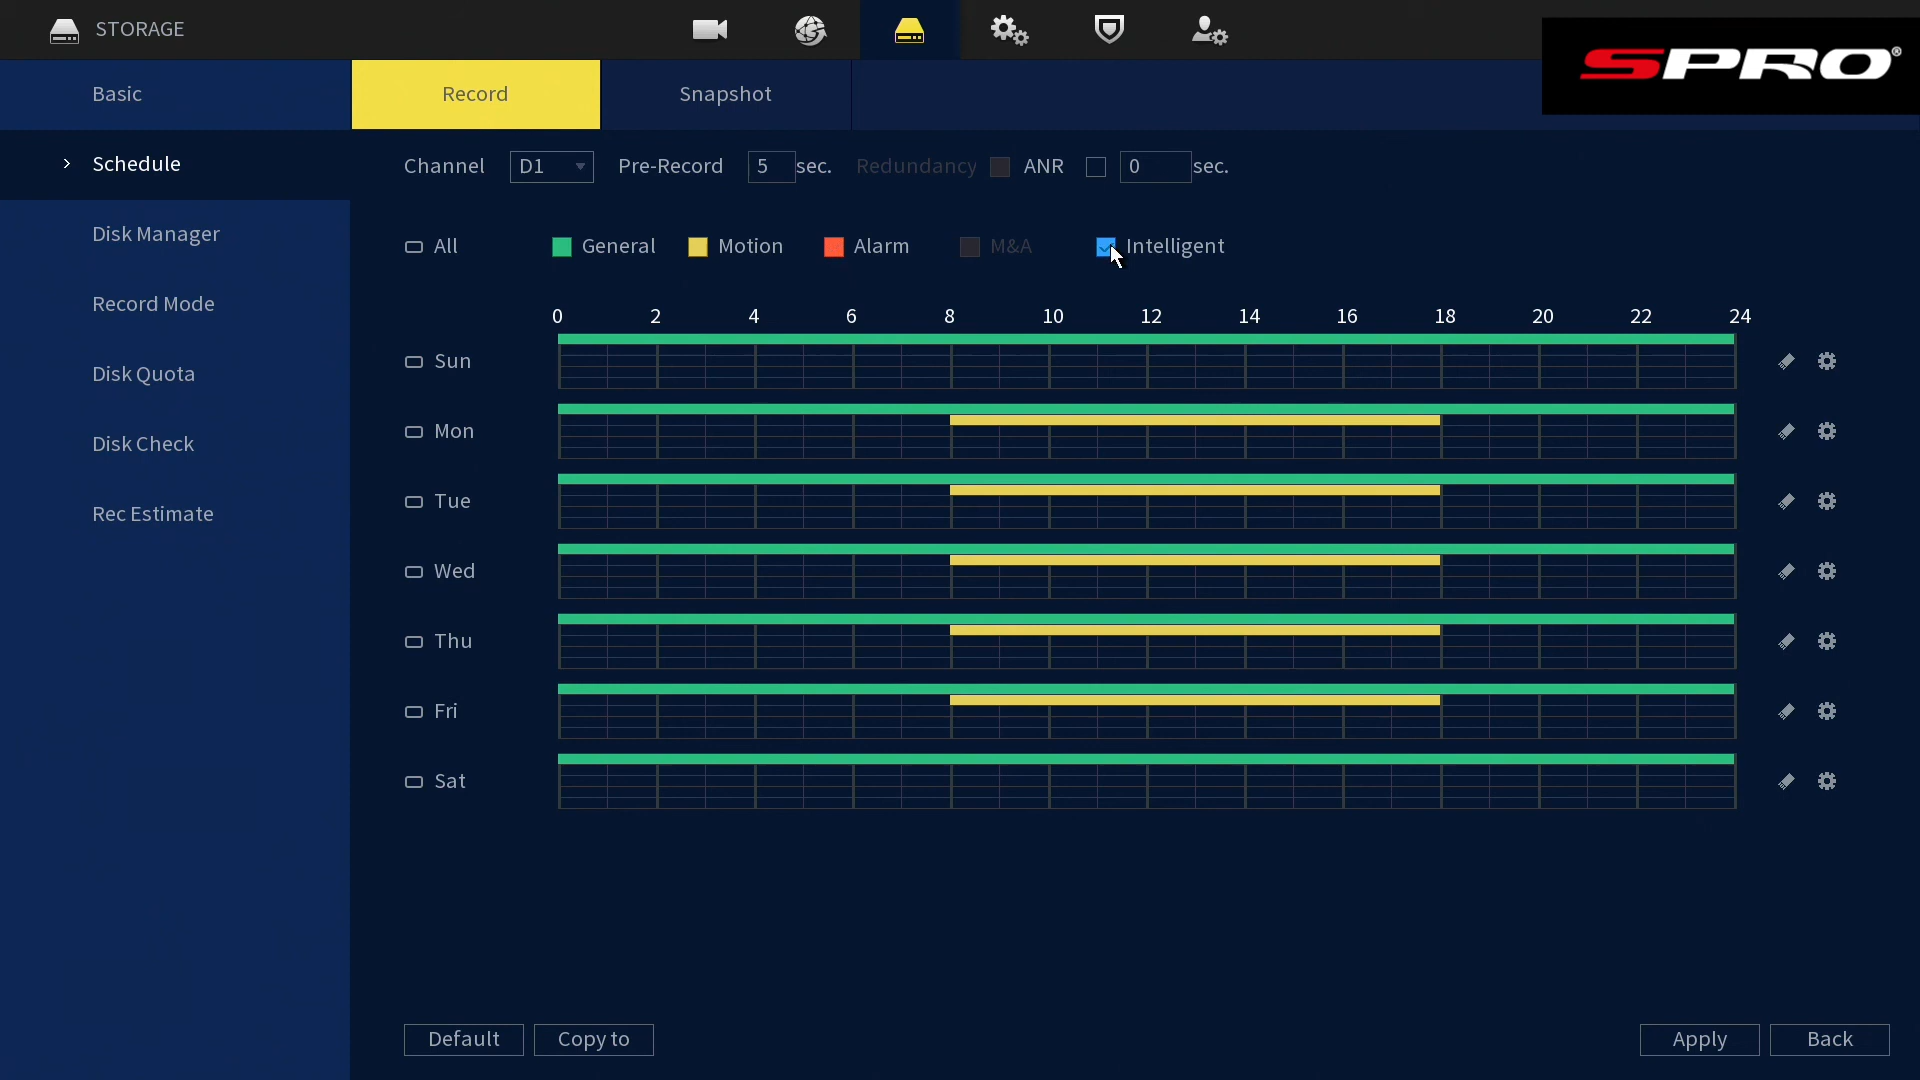 STORAGE
SPRO®
Basic
Record
Snapshot
Schedule
Channel D1 Pre-Record 5 sec. Redundancy ANR 0 sec.
Disk Manager
All General Motion Alarm M&A Intelligent
Record Mode
0 2 4 6 8 10 12 14 16 18 20 22 24
Sun
Disk Quota
Mon
Disk Check
Tue
Rec Estimate
Wed
Thu
Fri
Sat
Default
Copy to
Apply
Back